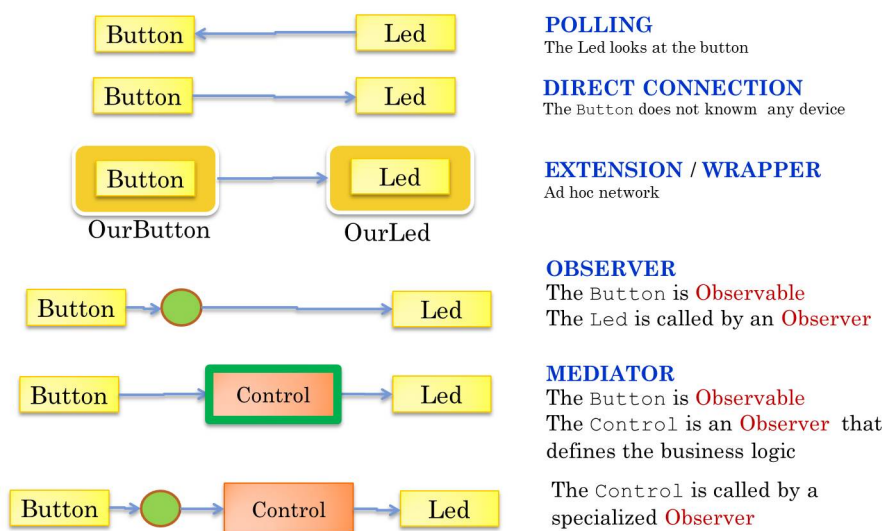 Button Led
POLLING
The Led looks at the button
Button Led
DIRECT CONNECTION
The Button does not knowm any device
Button Led
OurButton OurLed
EXTENSION / WRAPPER
Ad hoc network
Button Led
OBSERVER
The Button is Observable
The Led is called by an Observer
Button Control Led
MEDIATOR
The Button is Observable
The Control is an Observer that
defines the business logic
Button Control Led
The Control is called by a
specialized Observer